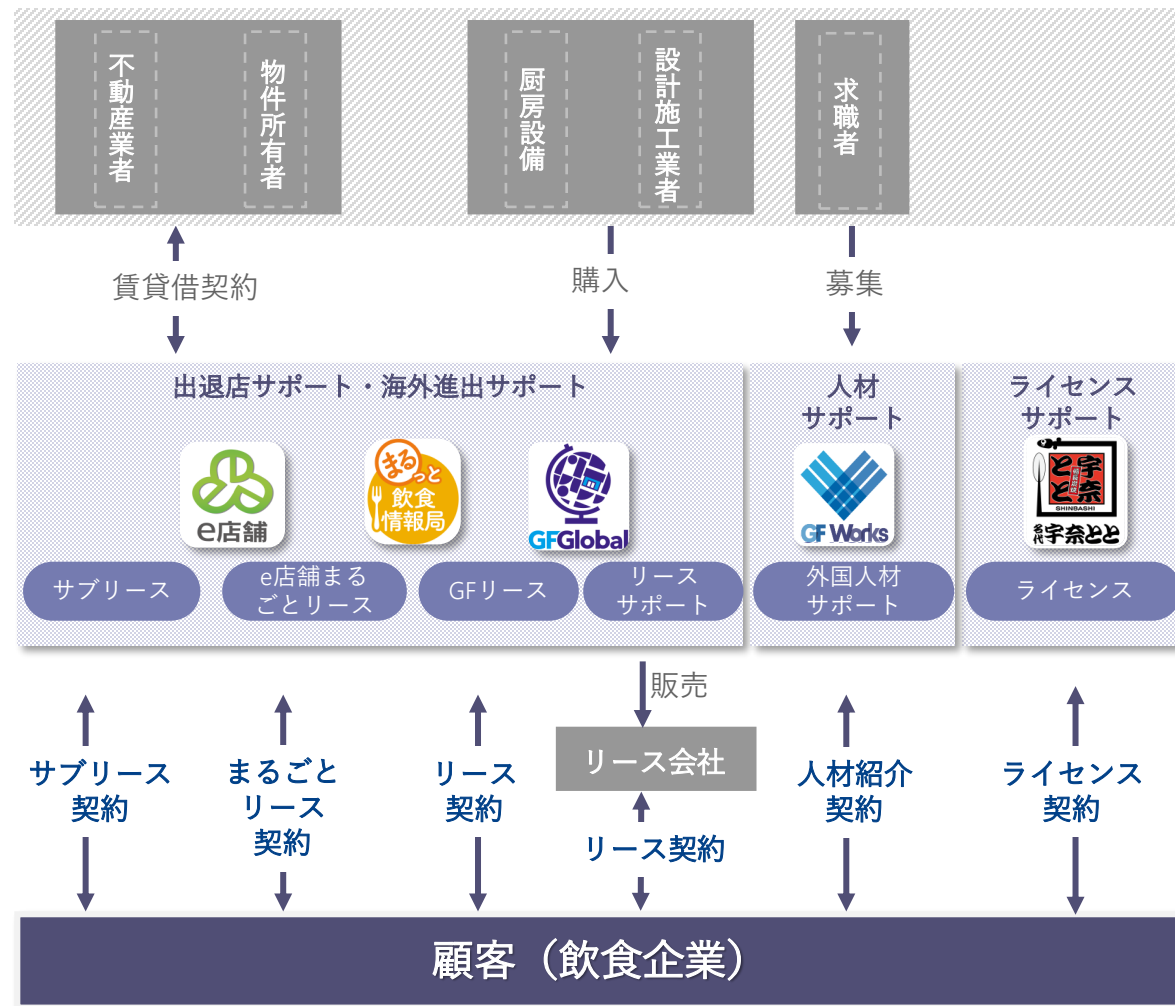 不動産業者
物件所有者
厨房設備
設計施工業者
求職者
賃貸借契約
購入
募集
出退店サポート・海外進出サポート
人材
サポート
ライセンス
サポート
e店舗
まるっと
飲食
情報局
GFGlobal
GF Works
宇奈
とと
SHINBASHI
名代宇奈とと
サブリース
e店舗まる
ごとリース
GFリース
リース
サポート
外国人材
サポート
ライセンス
販売
リース会社
サブリース
契約
まるごと
リース
契約
リース
契約
リース契約
人材紹介
契約
ライセンス
契約
顧客（飲食企業）